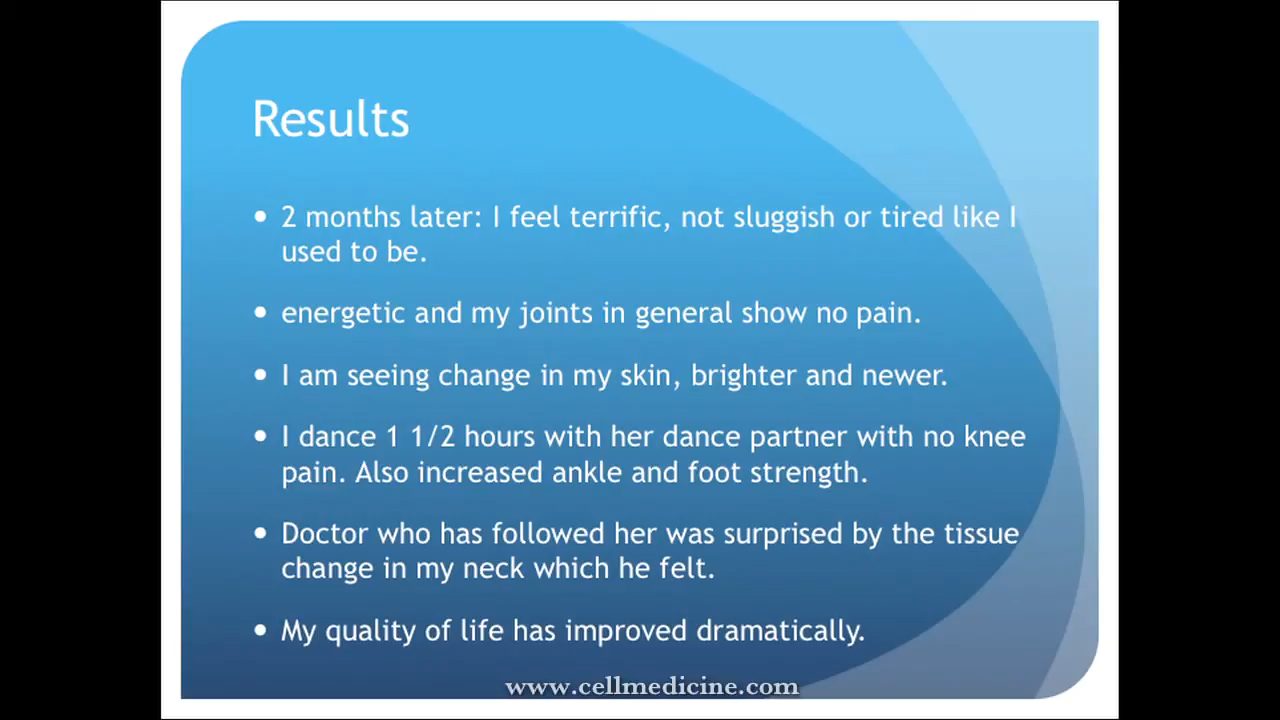 Results
• 2 months later: I feel terrific, not sluggish or tired like I
used to be.
• energetic and my joints in general show no pain.
• I am seeing change in my skin, brighter and newer.
• I dance 1 1/2 hours with her dance partner with no knee
pain. Also increased ankle and foot strength.
• Doctor who has followed her was surprised by the tissue
change in my neck which he felt.
• My quality of life has improved dramatically.
www.cellmedicine.com